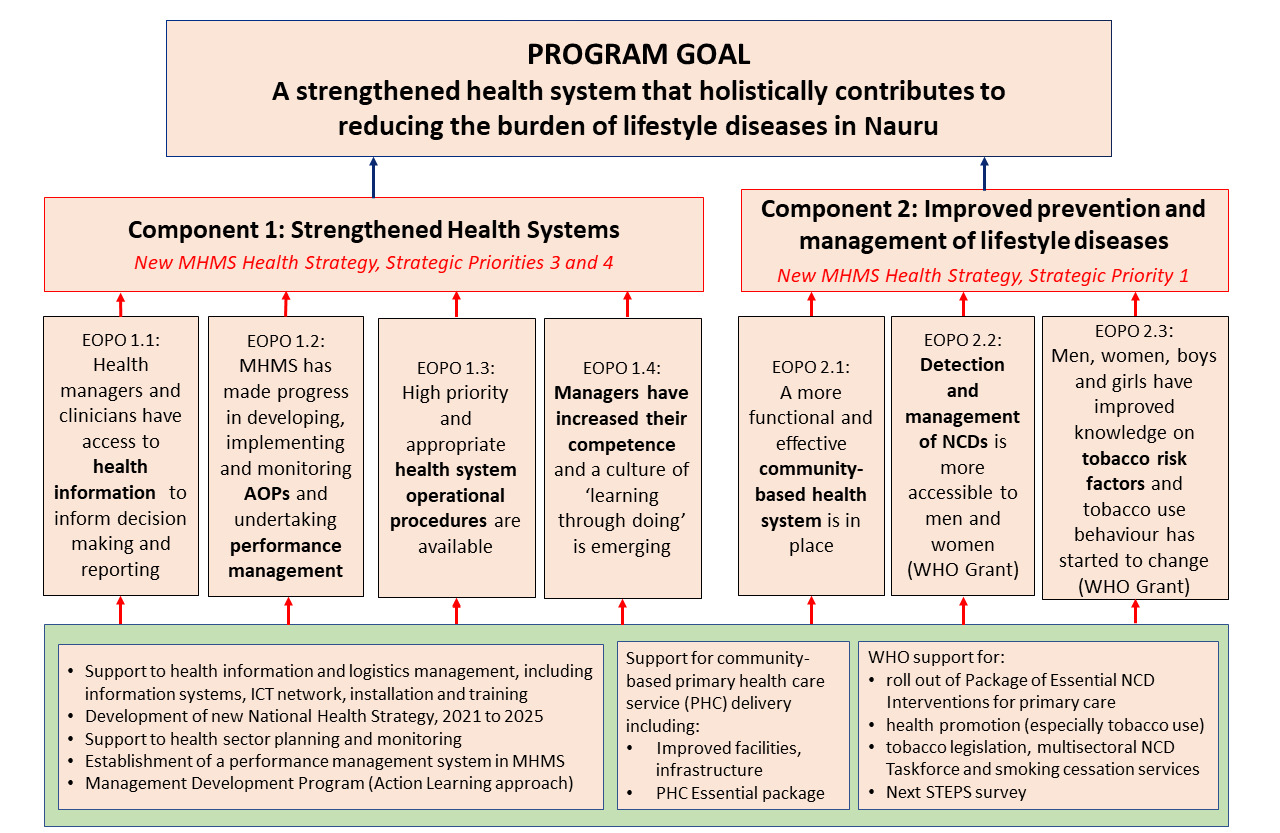 PROGRAM GOAL
A strengthened health system that holistically contributes to
reducing the burden of lifestyle diseases in Nauru
Component 1: Strengthened Health Systems
New MHMS Health Strategy, Strategic Priorities 3 and 4
Component 2: Improved prevention and
management of lifestyle diseases
New MHMS Health Strategy, Strategic Priority 1
EOPO 1.1:
Health
managers and
clinicians have
access to
health
information to
inform decision
making and
reporting
EOPO 1.2:
MHMS has
made progress
in developing,
implementing
and monitoring
AOPs and
undertaking
performance
management
EOPO 1.3:
High priority
and
appropriate
health system
operational
procedures are
available
EOPO 1.4:
Managers have
increased their
competence
and a culture of
‘learning
through doing’
is emerging
EOPO 2.1:
A more
functional and
effective
community-
based health
system is in
place
EOPO 2.2:
Detection
and
management
of NCDs is
more
accessible to
men and
women
(WHO Grant)
EOPO 2.3:
Men, women, boys
and girls have
improved
knowledge on
tobacco risk
factors and
tobacco use
behaviour has
started to change
(WHO Grant)
• Support to health information and logistics management, including
information systems, ICT network, installation and training
• Development of new National Health Strategy, 2021 to 2025
• Support to health sector planning and monitoring
• Establishment of a performance management system in MHMS
• Management Development Program (Action Learning approach)
Support for community-
based primary health care
service (PHC) delivery
including:
• Improved facilities,
infrastructure
• PHC Essential package
WHO support for:
• roll out of Package of Essential NCD
Interventions for primary care
• health promotion (especially tobacco use)
• tobacco legislation, multisectoral NCD
Taskforce and smoking cessation services
• Next STEPS survey